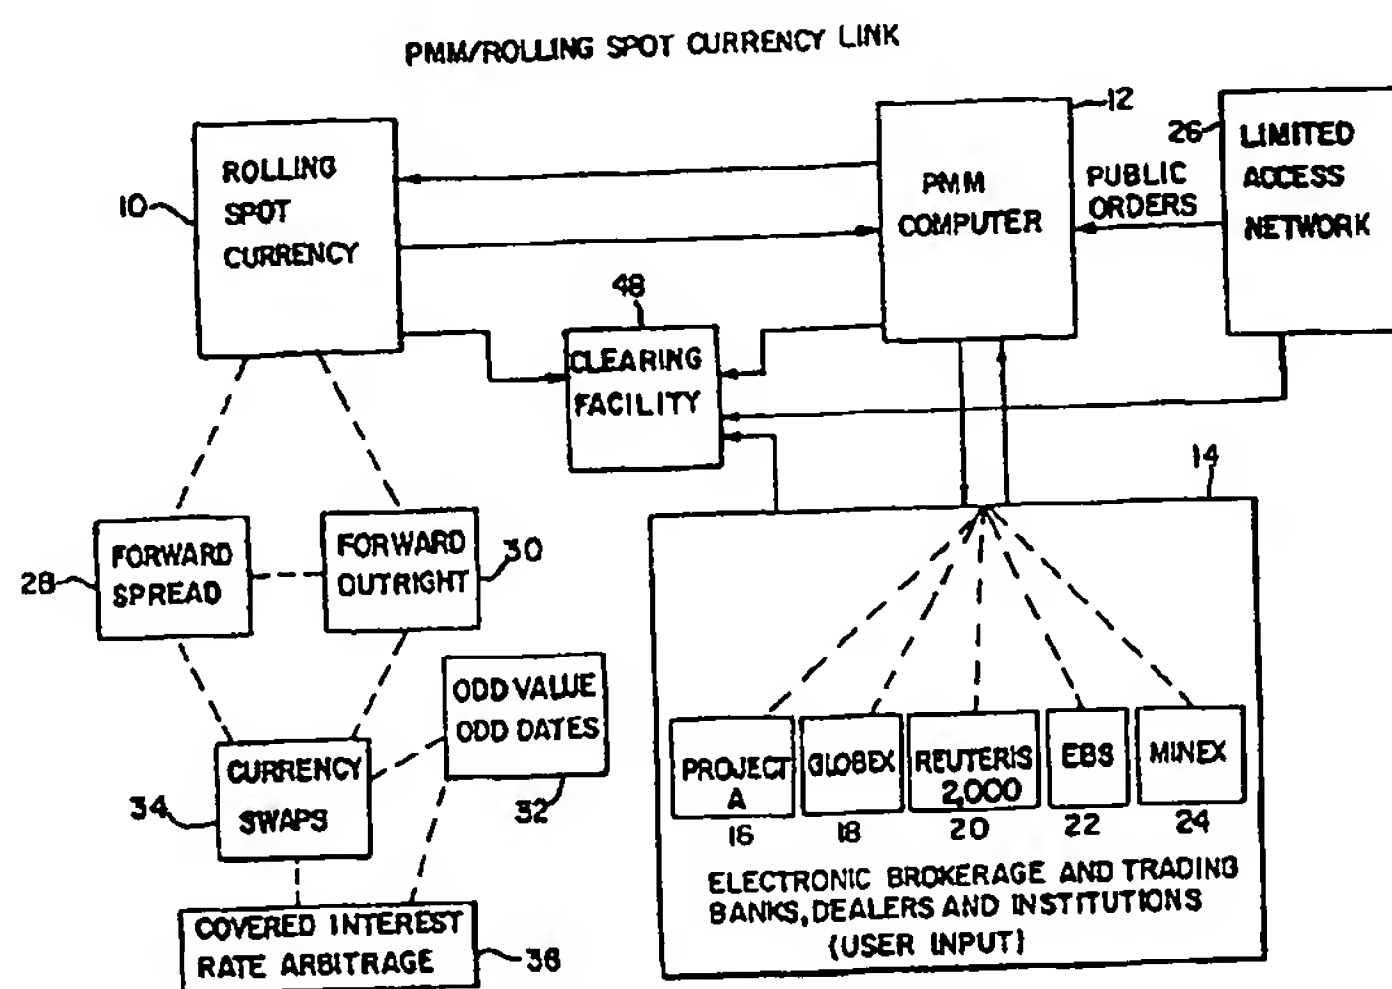 PMM/ROLLING SPOT CURRENCY LINK
10
ROLLING
SPOT
CURRENCY
12
PMM
COMPUTER
26
LIMITED
ACCESS
NETWORK
PUBLIC
ORDERS
48
CLEARING
FACILITY
14
28
FORWARD
SPREAD
FORWARD
OUTRIGHT
30
ODD VALUE
ODD DATES
32
34
CURRENCY
SWAPS
COVERED INTEREST
RATE ARBITRAGE
36
PROJECT
A
16
GLOBEX
18
REUTERIS
2,000
20
EBS
22
MINEX
24
ELECTRONIC BROKERAGE AND TRADING
BANKS, DEALERS AND INSTITUTIONS
(USER INPUT)